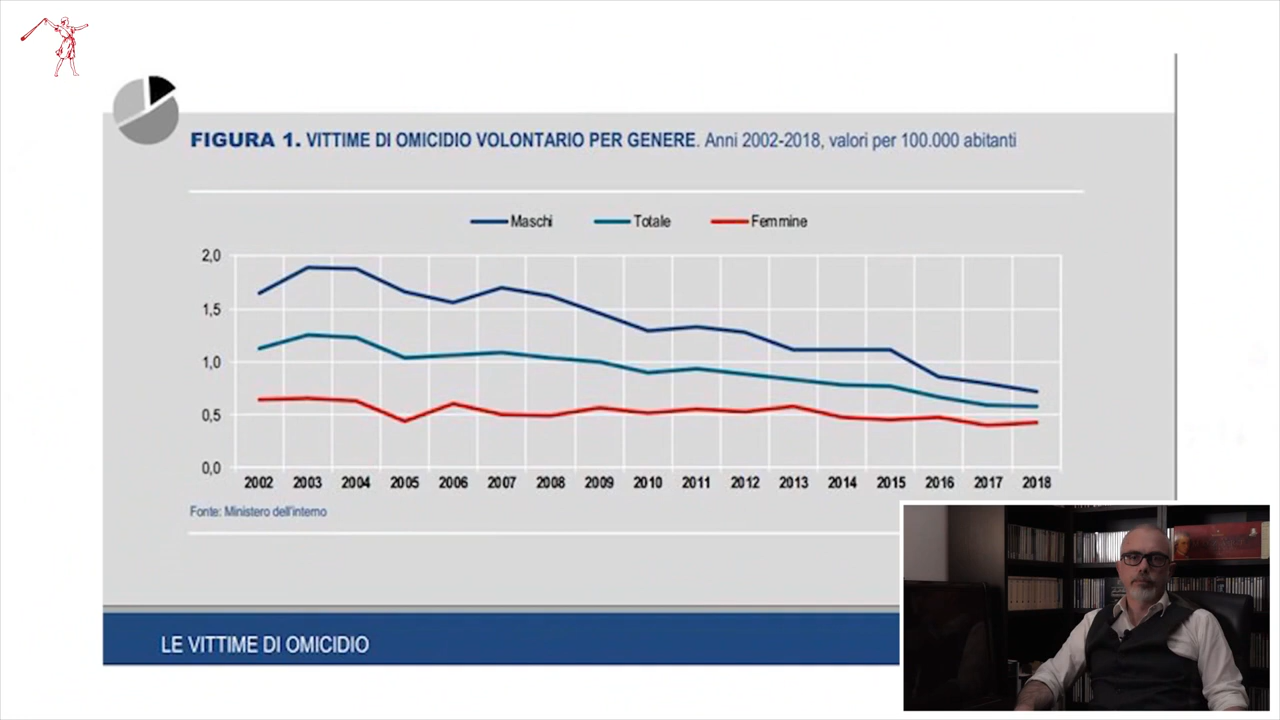 FIGURA 1. VITTIME DI OMICIDIO VOLONTARIO PER GENERE. Anni 2002-2018, valori per 100.000 abitanti
Maschi Totale Femmine
2,0
1,5
1,0
0,5
0,0
2002 2003 2004 2005 2006 2007 2008 2009 2010 2011 2012 2013 2014 2015 2016 2017 2018
Fonte: Ministero dell'interno
LE VITTIME DI OMICIDIO